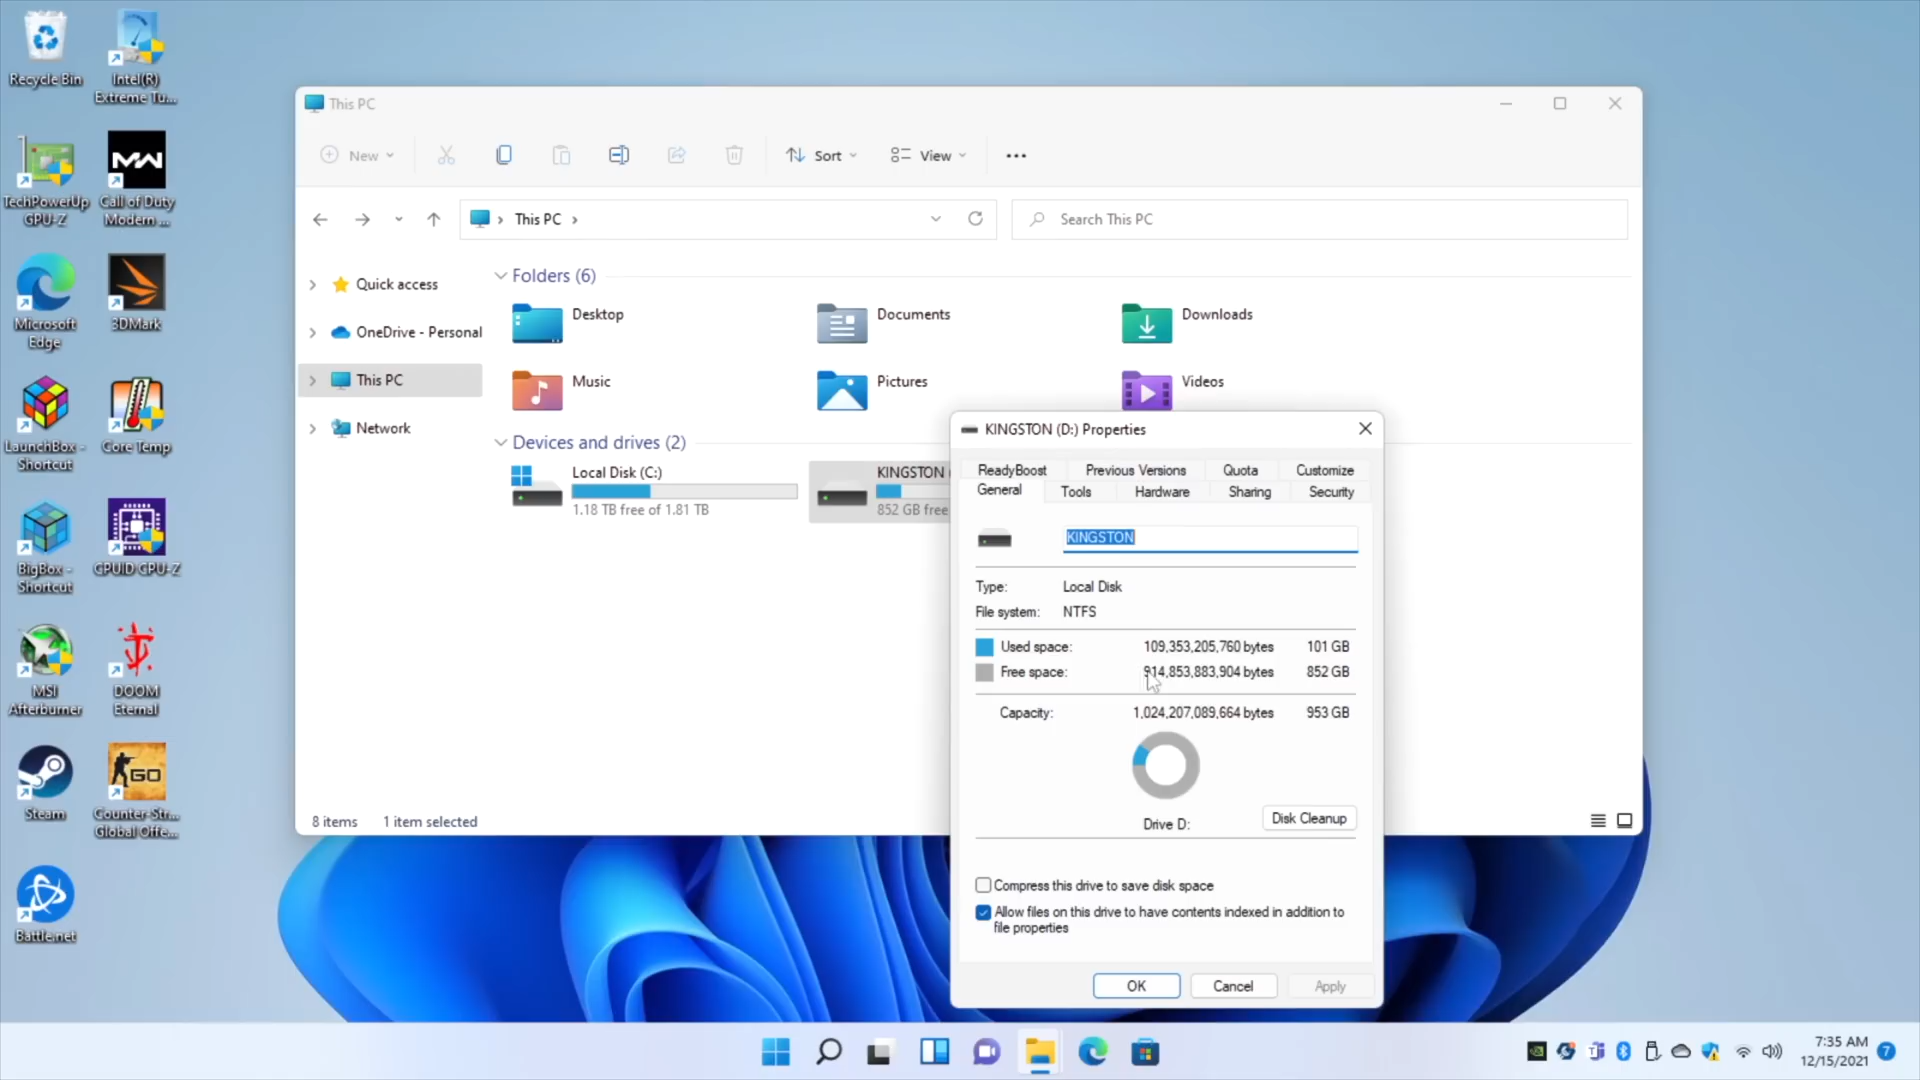 Recycle Bin
Intel(R)
Extreme Tu...
TechPowerUp
GPU-Z
Call of Duty
Modern ...
Microsoft
Edge
3DMark
LaunchBox -
Shortcut
Core Temp
BigBox -
Shortcut
CPUID CPU-Z
MSI
Afterburner
DOOM
Eternal
Steam
Counter-Str...
Global Offe...
Battle.net
MW
GO
This PC
New
Sort
View
This PC
Search This PC
Quick access
OneDrive - Personal
This PC
Network
Folders (6)
Desktop
Documents
Downloads
Music
Pictures
Videos
Devices and drives (2)
Local Disk (C:)
1.18 TB free of 1.81 TB
KINGSTON (
852 GB free
8 items
1 item selected
KINGSTON (D:) Properties
ReadyBoost
Previous Versions
Quota
Customize
General
Tools
Hardware
Sharing
Security
KINGSTON
Type:
Local Disk
File system:
NTFS
Used space:
109,353,205,760 bytes
101 GB
Free space:
914,853,883,904 bytes
852 GB
Capacity:
1,024,207,089,664 bytes
953 GB
Drive D:
Disk Cleanup
Compress this drive to save disk space
Allow files on this drive to have contents indexed in addition to
file properties
OK
Cancel
Apply
7:35 AM
12/15/2021
7